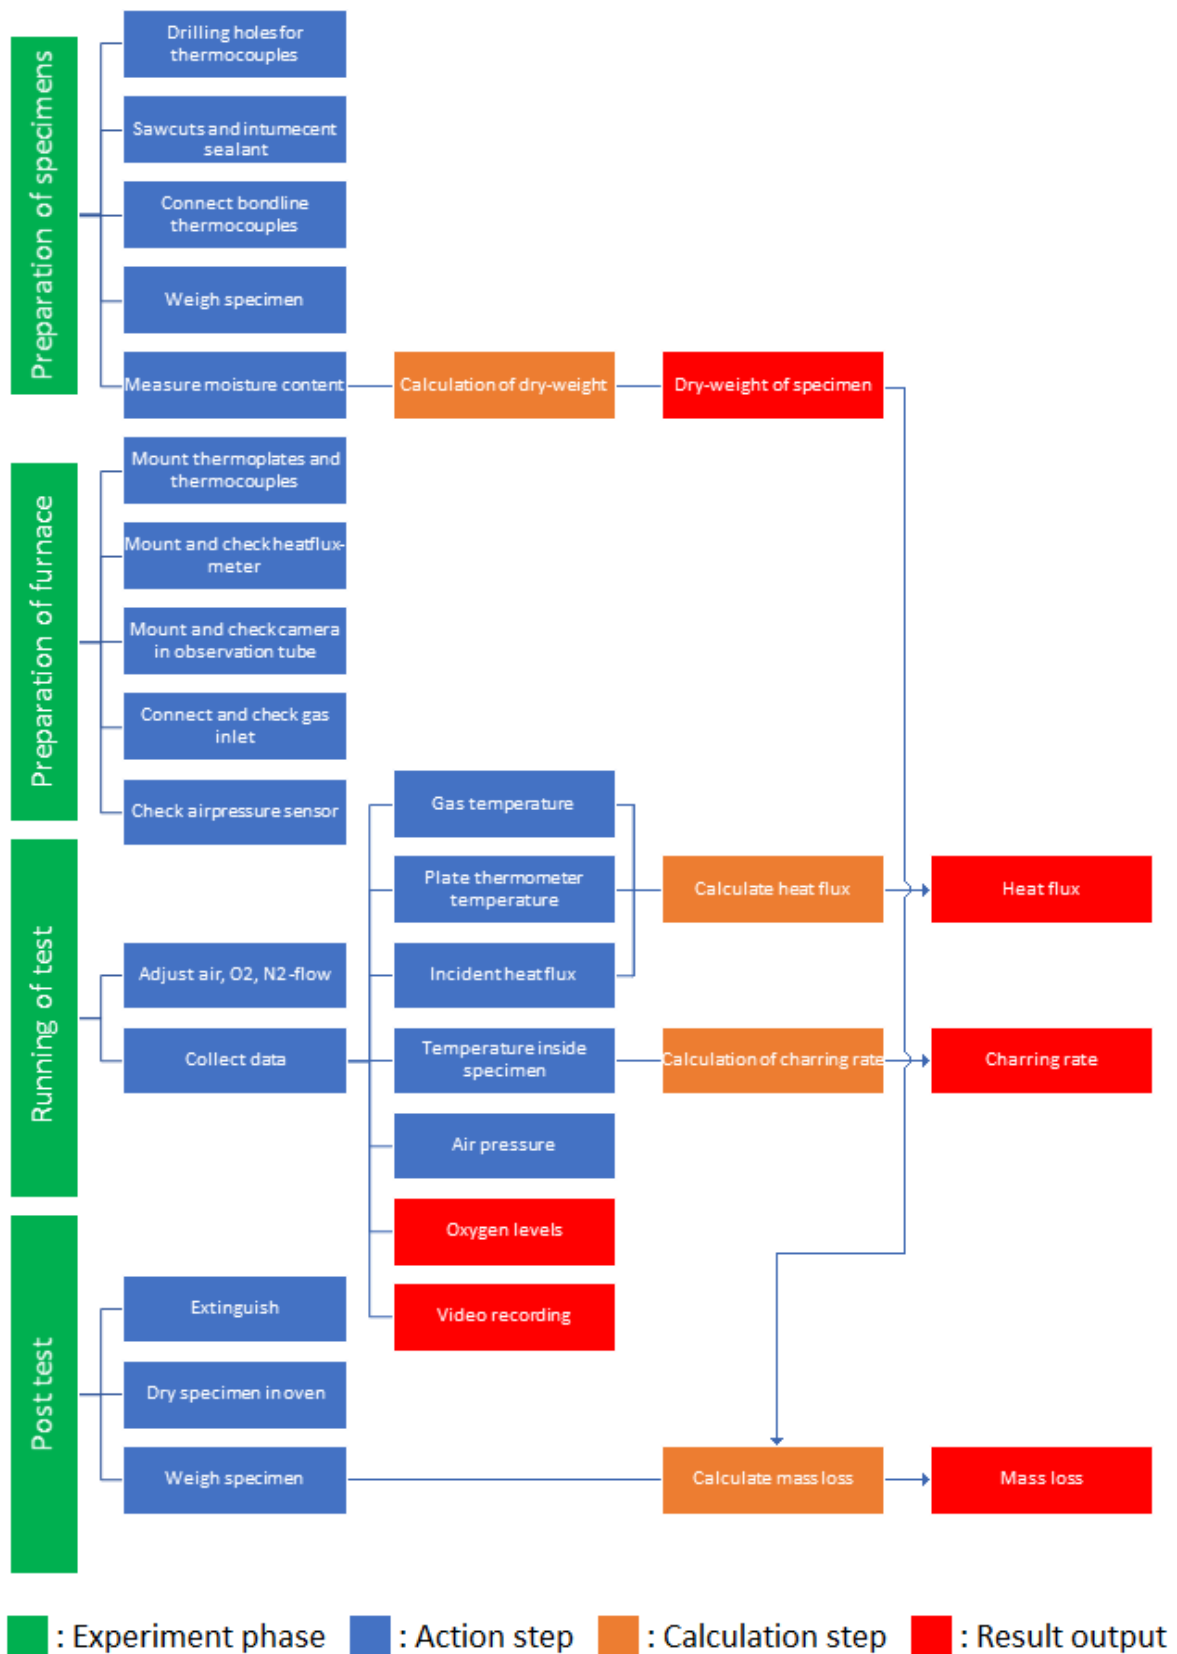 Preparation of specimens
Drilling holes for
thermocouples
Sawcuts and intumecent
sealant
Connect bondline
thermocouples
Weigh specimen
Measure moisture content
Calculation of dry-weight
Dry-weight of specimen
Preparation of furnace
Mount thermoplates and
thermocouples
Mount and check heatflux-
meter
Mount and check camera
in observation tube
Connect and check gas
inlet
Check airpressure sensor
Running of test
Adjust air, O2, N2-flow
Collect data
Gas temperature
Plate thermometer
temperature
Incident heat flux
Temperature inside
specimen
Air pressure
Oxygen levels
Video recording
Calculate heat flux
Heat flux
Calculation of charring rate
Charring rate
Post test
Extinguish
Dry specimen in oven
Weigh specimen
Calculate mass loss
Mass loss
: Experiment phase
: Action step
: Calculation step
: Result output